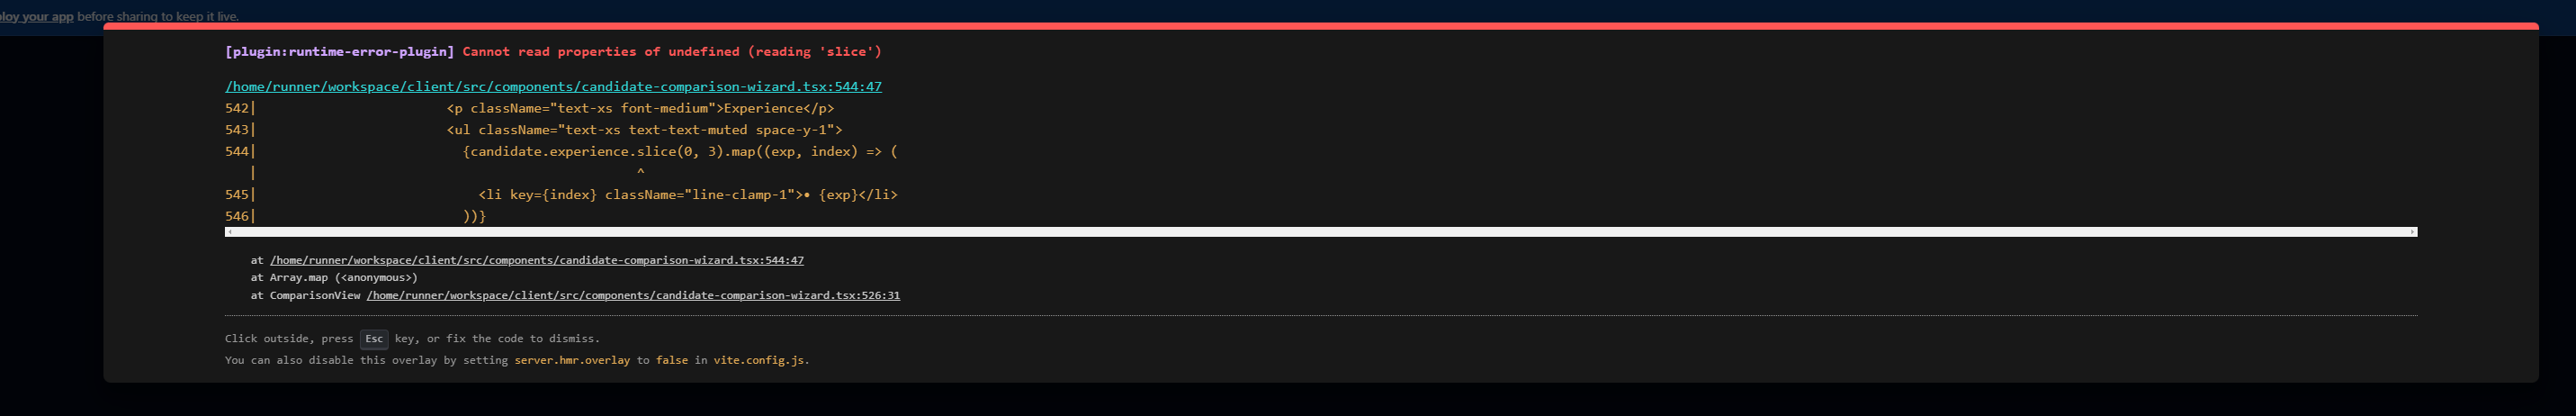 ploy your app before sharing to keep it live.
[plugin:runtime-error-plugin] Cannot read properties of undefined (reading 'slice')
/home/runner/workspace/client/src/components/candidate-comparison-wizard.tsx:544:47
542|                        <p className="text-xs font-medium">Experience</p>
543|                        <ul className="text-xs text-text-muted space-y-1">
544|                          {candidate.experience.slice(0, 3).map((exp, index) => (
   |                                                ^
545|                            <li key={index} className="line-clamp-1">• {exp}</li>
546|                          ))}
at /home/runner/workspace/client/src/components/candidate-comparison-wizard.tsx:544:47
at Array.map (<anonymous>)
at ComparisonView /home/runner/workspace/client/src/components/candidate-comparison-wizard.tsx:526:31
Click outside, press Esc key, or fix the code to dismiss.
You can also disable this overlay by setting server.hmr.overlay to false in vite.config.js.